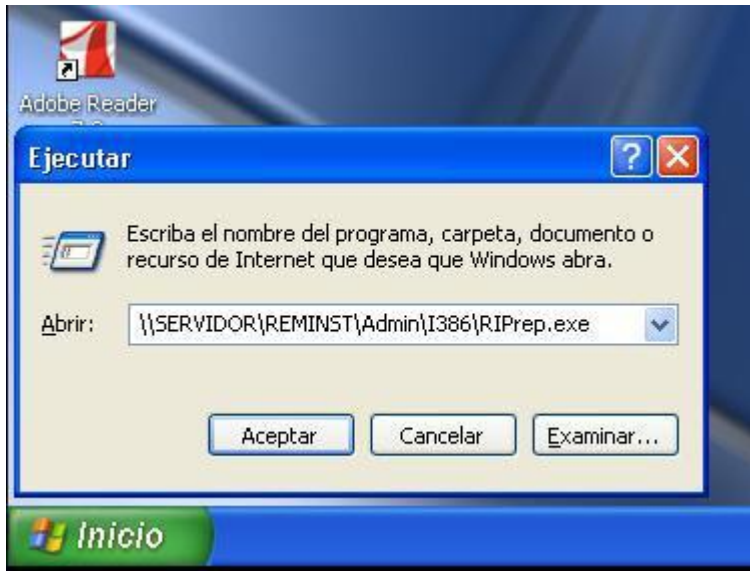 Adobe Reader
Ejecutar
Escriba el nombre del programa, carpeta, documento o
recurso de Internet que desea que Windows abra.
Abrir:
\\SERVIDOR\REMINST\Admin\I386\RIPrep.exe
Aceptar
Cancelar
Examinar...
Inicio